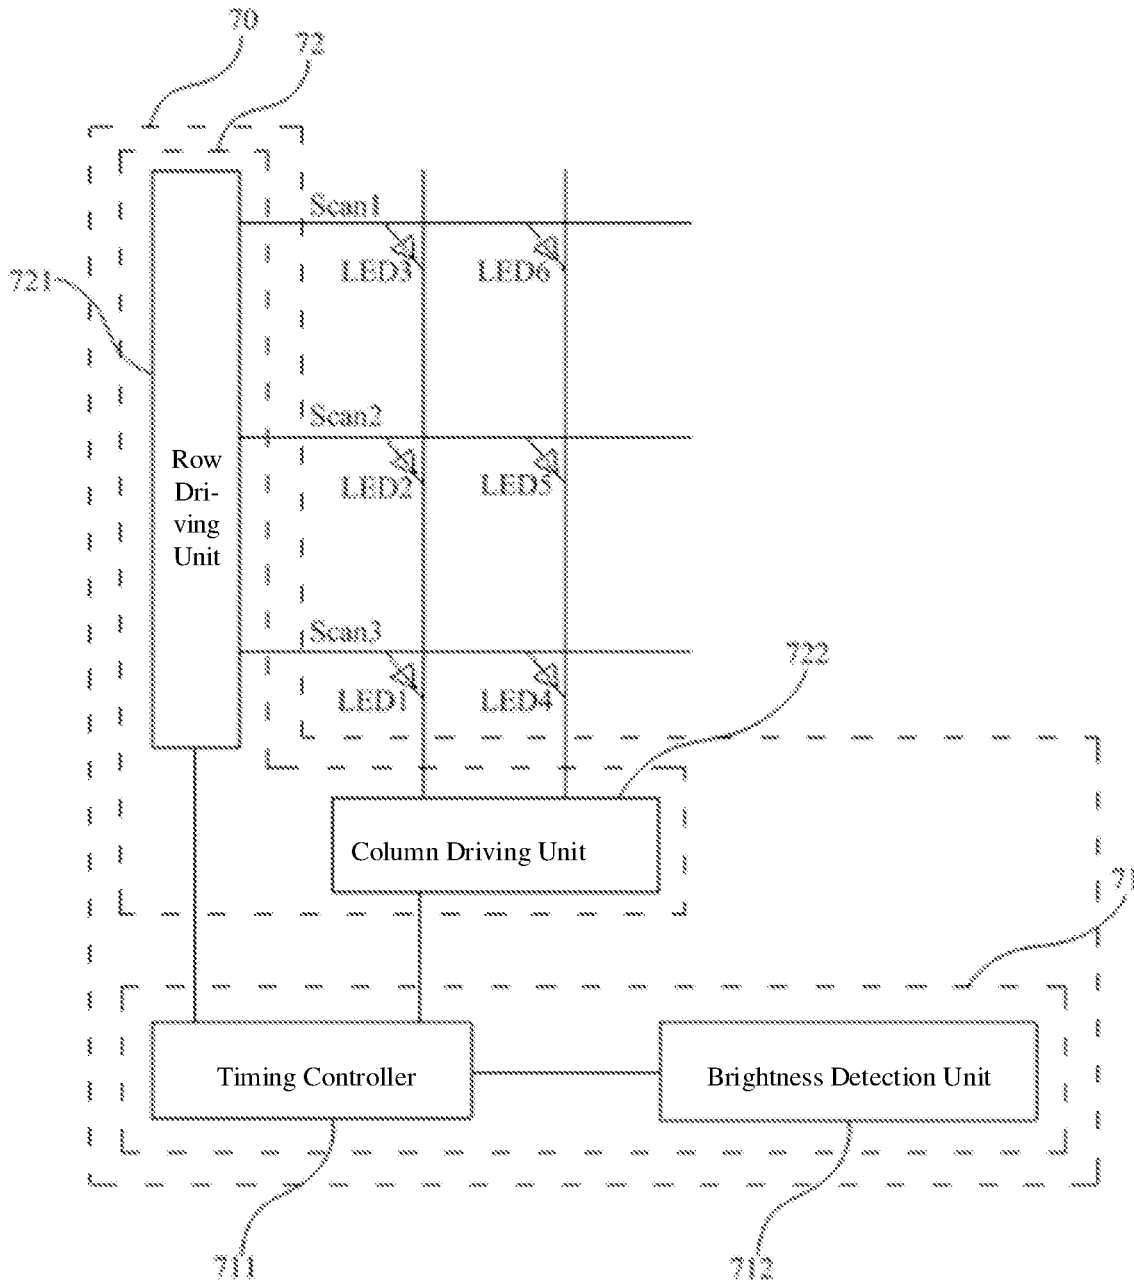 70
72
Scan1
LED3
LED6
721
Scan2
Row
Dri-
ving
Unit
LED2
LED5
Scan3
722
LED1
LED4
Column Driving Unit
71
Timing Controller
Brightness Detection Unit
711
712